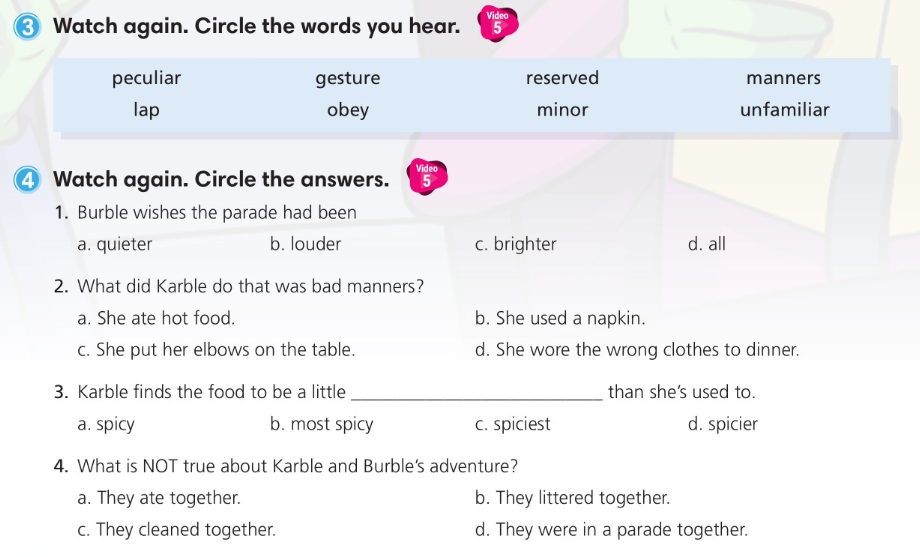 3 Watch again. Circle the words you hear. Video 5
peculiar gesture reserved manners
lap obey minor unfamiliar
4 Watch again. Circle the answers. Video 5
1. Burble wishes the parade had been
a. quieter b. louder c. brighter d. all
2. What did Karble do that was bad manners?
a. She ate hot food. b. She used a napkin.
c. She put her elbows on the table. d. She wore the wrong clothes to dinner.
3. Karble finds the food to be a little ____________________________ than she's used to.
a. spicy b. most spicy c. spiciest d. spicier
4. What is NOT true about Karble and Burble's adventure?
a. They ate together. b. They littered together.
c. They cleaned together. d. They were in a parade together.